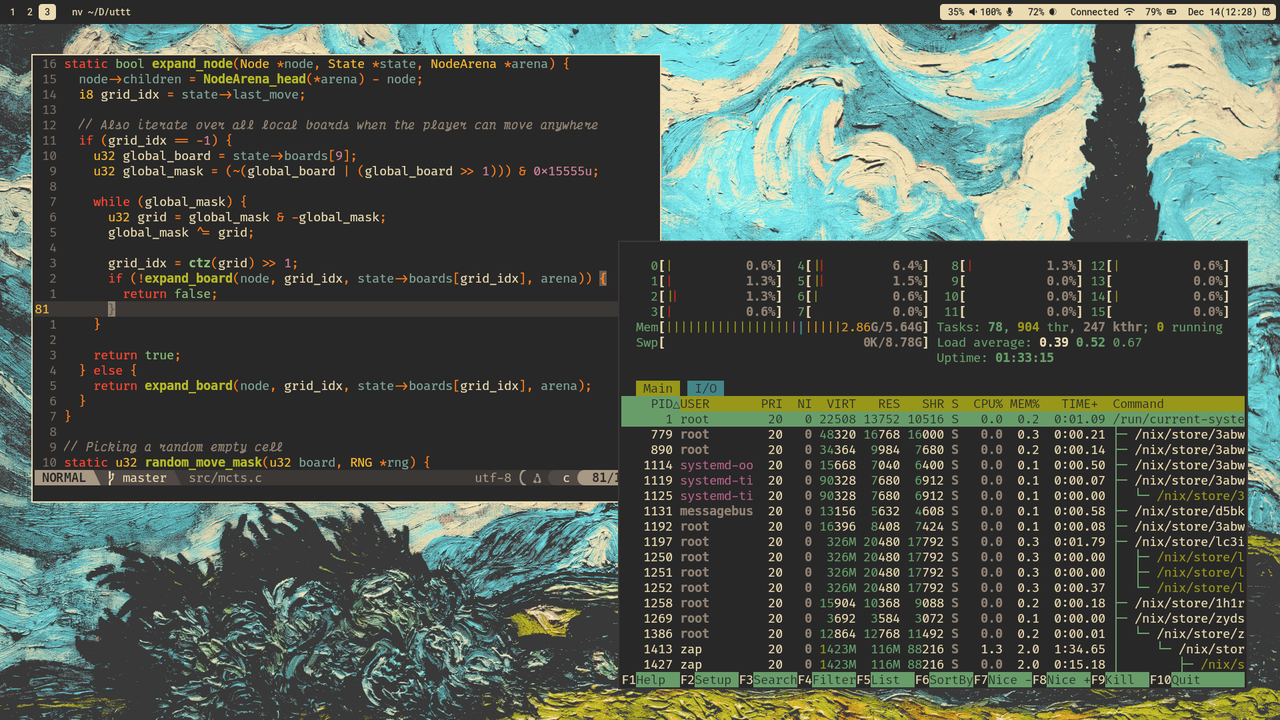 1 2 3 nv ~/D/uttt 35% 100% 72% Connected 79% Dec 14(12:28)
16 static bool expand_node(Node *node, State *state, NodeArena *arena) {
15 node->children = NodeArena_head(*arena) - node;
14 i8 grid_idx = state->last_move;
13
12 // Also iterate over all local boards when the player can move anywhere
11 if (grid_idx == -1) {
10 u32 global_board = state->boards[9];
9 u32 global_mask = (~(global_board | (global_board >> 1))) & 0x15555u;
8
7 while (global_mask) {
6 u32 grid = global_mask & -global_mask;
5 global_mask ^= grid;
4
3 grid_idx = ctz(grid) >> 1;
2 if (!expand_board(node, grid_idx, state->boards[grid_idx], arena)) {
1 return false;
81 }
1 }
2
3 return true;
4 } else {
5 return expand_board(node, grid_idx, state->boards[grid_idx], arena);
6 }
7 }
8
9 // Picking a random empty cell
10 static u32 random_move_mask(u32 board, RNG *rng) {
NORMAL master src/mcts.c utf-8 c 81/1
0[| 0.6%] 4[|| 6.4%] 8[| 1.3%] 12[| 0.6%]
1[| 1.3%] 5[|| 1.5%] 9[ 0.0%] 13[ 0.0%]
2[|| 1.3%] 6[| 0.6%] 10[ 0.0%] 14[| 0.6%]
3[| 0.6%] 7[ 0.0%] 11[ 0.0%] 15[ 0.0%]
Mem[||||||||||||||||||||||||2.86G/5.64G] Tasks: 78, 904 thr, 247 kthr; 0 running
Swp[ 0K/8.78G] Load average: 0.39 0.52 0.67
Uptime: 01:33:15
Main I/O
PID△USER PRI NI VIRT RES SHR S CPU% MEM% TIME+ Command
1 root 20 0 22508 13752 10516 S 0.0 0.2 0:01.09 /run/current-syste
779 root 20 0 48320 16768 16000 S 0.0 0.3 0:00.21 ├─ /nix/store/3abw
890 root 20 0 34364 9984 7680 S 0.0 0.2 0:00.14 ├─ /nix/store/3abw
1114 systemd-oo 20 0 15668 7040 6400 S 0.0 0.1 0:00.50 ├─ /nix/store/3abw
1119 systemd-ti 20 0 90328 7680 6912 S 0.0 0.1 0:00.07 ├─ /nix/store/3abw
1125 systemd-ti 20 0 90328 7680 6912 S 0.0 0.1 0:00.00 │ └─ /nix/store/3
1131 messagebus 20 0 13156 5632 4608 S 0.0 0.1 0:00.58 ├─ /nix/store/d5bk
1192 root 20 0 16396 8408 7424 S 0.0 0.1 0:00.08 ├─ /nix/store/3abw
1197 root 20 0 326M 20480 17792 S 0.0 0.3 0:01.79 ├─ /nix/store/lc3i
1250 root 20 0 326M 20480 17792 S 0.0 0.3 0:00.00 │ ├─ /nix/store/l
1251 root 20 0 326M 20480 17792 S 0.0 0.3 0:00.00 │ ├─ /nix/store/l
1252 root 20 0 326M 20480 17792 S 0.0 0.3 0:00.37 │ └─ /nix/store/l
1258 root 20 0 15904 10368 9088 S 0.0 0.2 0:00.18 ├─ /nix/store/1h1r
1269 root 20 0 3692 3584 3072 S 0.0 0.1 0:00.00 ├─ /nix/store/zyds
1386 root 20 0 12864 12768 11492 S 0.0 0.2 0:00.01 │ └─ /nix/store/z
1413 zap 20 0 1423M 116M 88216 S 1.3 2.0 1:34.65 │ └─ /nix/stor
1427 zap 20 0 1423M 116M 88216 S 0.0 2.0 0:15.18 │ ├─ /nix/s
F1Help F2Setup F3SearchF4FilterF5List F6SortByF7Nice -F8Nice +F9Kill F10Quit